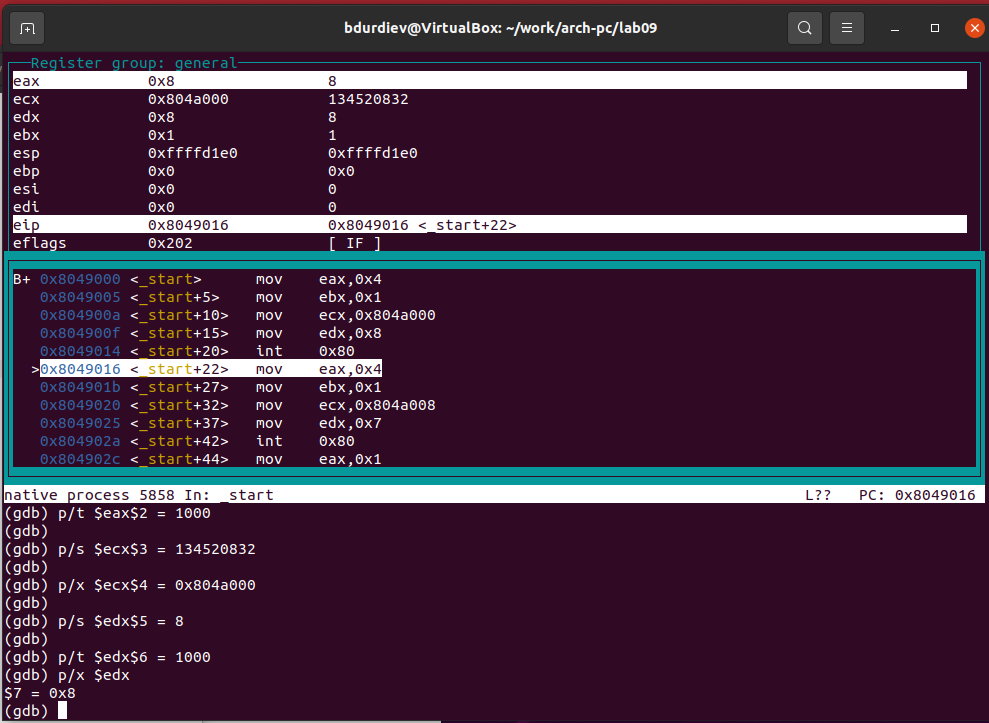 bdurdiev@VirtualBox: ~/work/arch-pc/lab09
Register group: general
eax 0x8 8
ecx 0x804a000 134520832
edx 0x8 8
ebx 0x1 1
esp 0xffffd1e0 0xffffd1e0
ebp 0x0 0x0
esi 0x0 0
edi 0x0 0
eip 0x8049016 0x8049016 <_start+22>
eflags 0x202 [ IF ]
B+ 0x8049000 <_start> mov eax,0x4
0x8049005 <_start+5> mov ebx,0x1
0x804900a <_start+10> mov ecx,0x804a000
0x804900f <_start+15> mov edx,0x8
0x8049014 <_start+20> int 0x80
>0x8049016 <_start+22> mov eax,0x4
0x804901b <_start+27> mov ebx,0x1
0x8049020 <_start+32> mov ecx,0x804a008
0x8049025 <_start+37> mov edx,0x7
0x804902a <_start+42> int 0x80
0x804902c <_start+44> mov eax,0x1
native process 5858 In: _start L?? PC: 0x8049016
(gdb) p/t $eax$2 = 1000
(gdb)
(gdb) p/s $ecx$3 = 134520832
(gdb)
(gdb) p/x $ecx$4 = 0x804a000
(gdb)
(gdb) p/s $edx$5 = 8
(gdb)
(gdb) p/t $edx$6 = 1000
(gdb) p/x $edx
$7 = 0x8
(gdb)